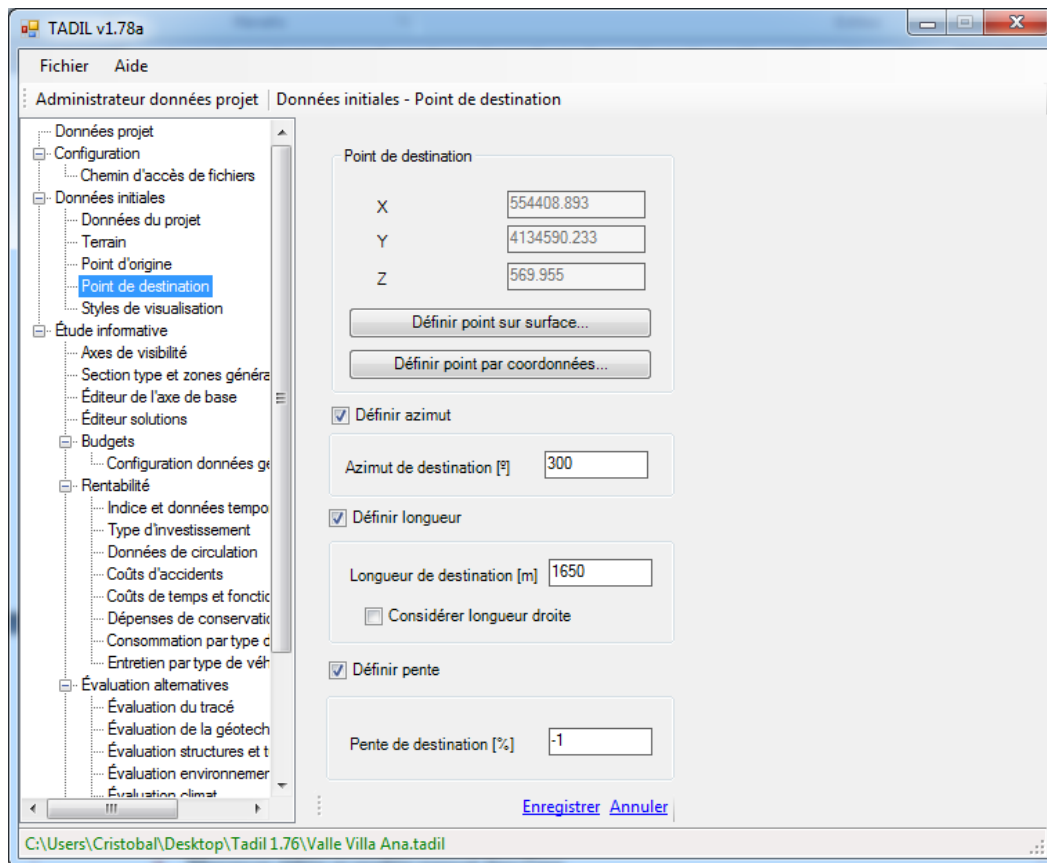 TADIL v1.78a
Fichier Aide
Administrateur données projet Données initiales - Point de destination
Données projet
Configuration
Chemin d'accès de fichiers
Données initiales
Données du projet
Terrain
Point d'origine
Point de destination
Styles de visualisation
Étude informative
Axes de visibilité
Section type et zones généra
Éditeur de l'axe de base
Éditeur solutions
Budgets
Configuration données ge
Rentabilité
Indice et données tempo
Type d'investissement
Données de circulation
Coûts d'accidents
Coûts de temps et fonctio
Dépenses de conservatio
Consommation par type d
Entretien par type de véh
Évaluation alternatives
Évaluation du tracé
Évaluation de la géotech
Évaluation structures et t
Évaluation environnemer
Évaluation climat
Point de destination
X 554408.893
Y 4134590.233
Z 569.955
Définir point sur surface...
Définir point par coordonnées...
Définir azimut
Azimut de destination [º] 300
Définir longueur
Longueur de destination [m] 1650
Considérer longueur droite
Définir pente
Pente de destination [%] -1
Enregistrer Annuler
C:\Users\Cristobal\Desktop\Tadil 1.76\Valle Villa Ana.tadil